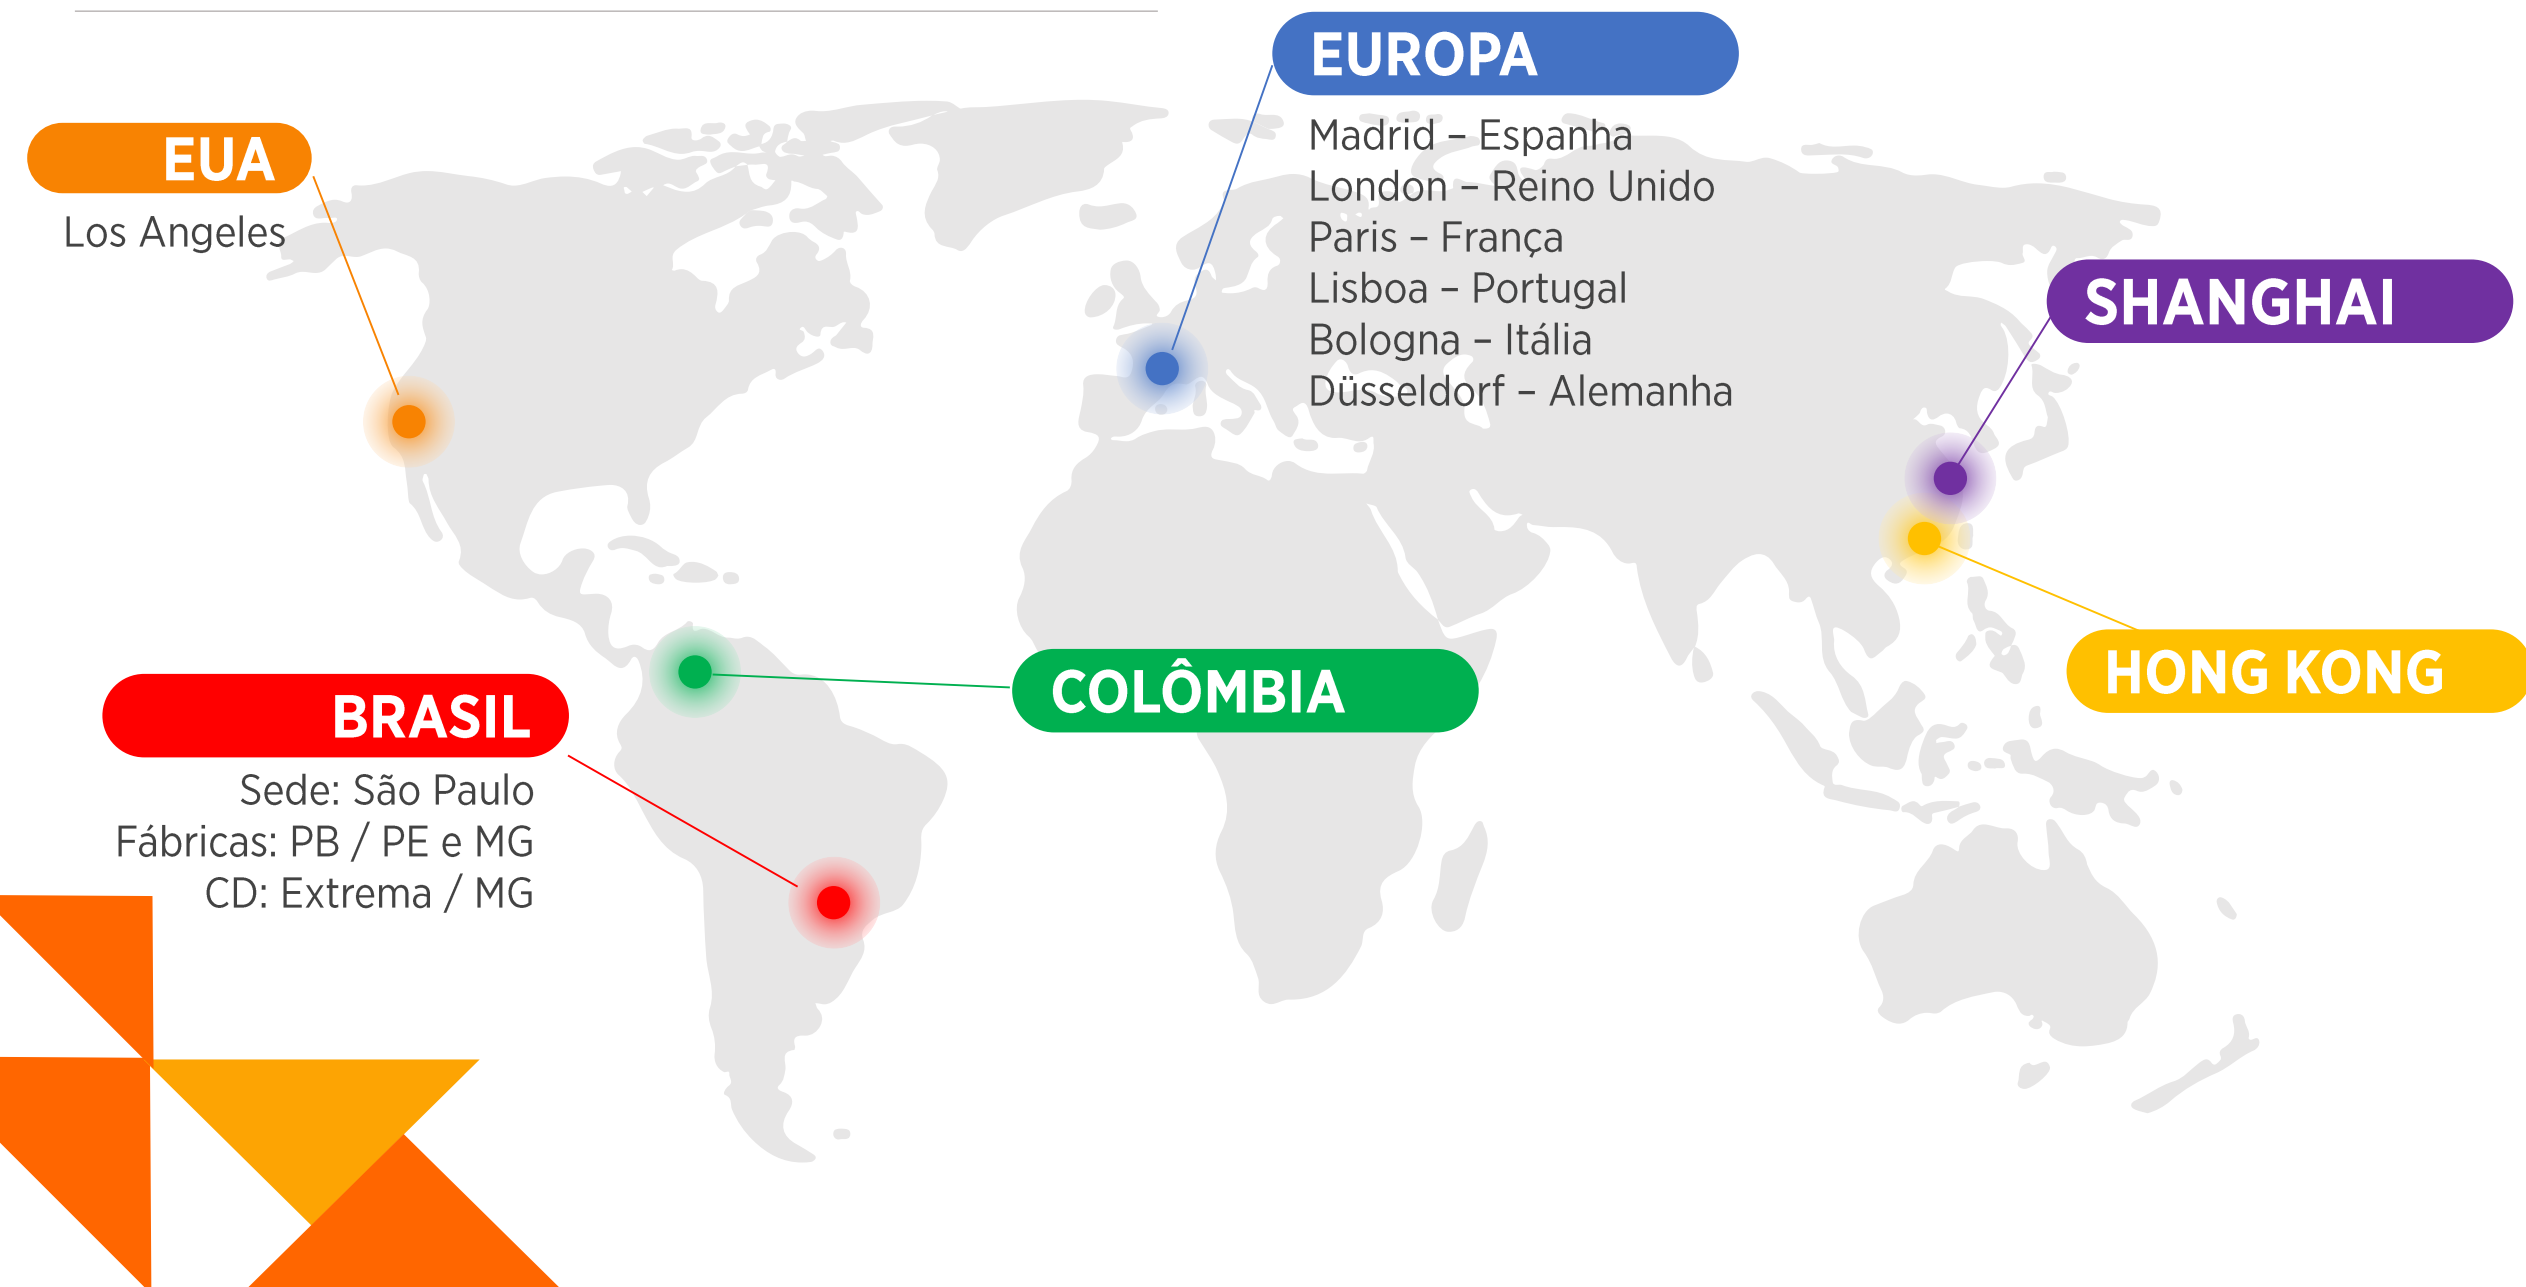 EUROPA
Madrid – Espanha
London – Reino Unido
Paris – França
Lisboa – Portugal
Bologna – Itália
Düsseldorf – Alemanha
EUA
Los Angeles
SHANGHAI
HONG KONG
COLÔMBIA
BRASIL
Sede: São Paulo
Fábricas: PB / PE e MG
CD: Extrema / MG